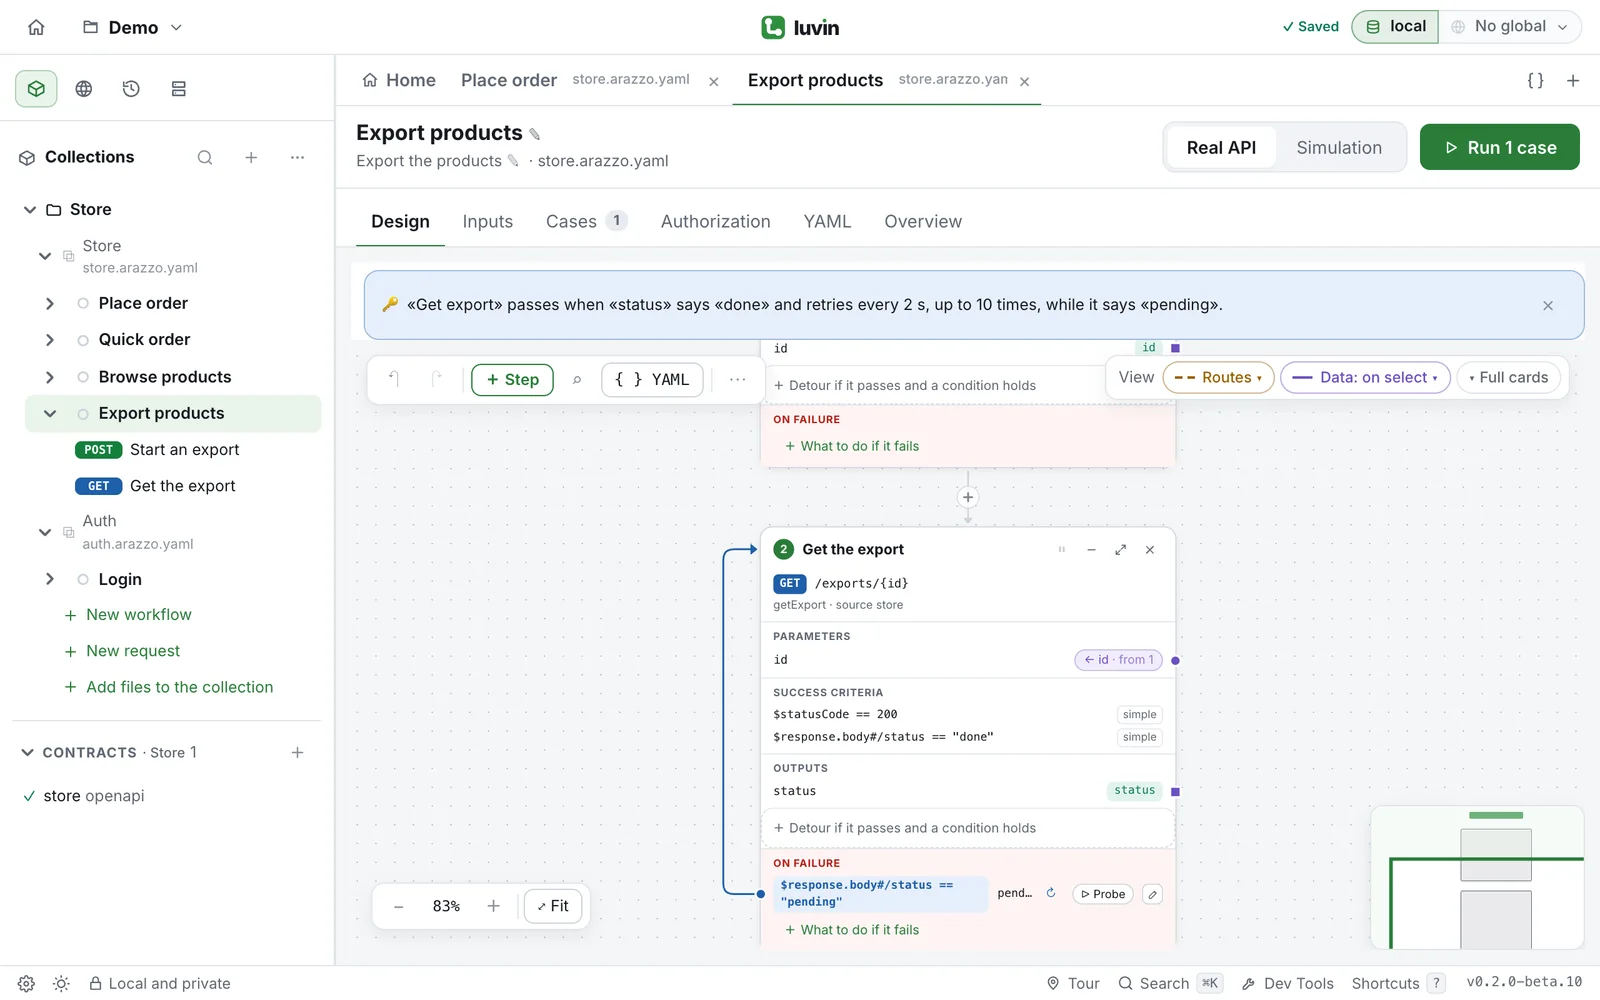 Demo
luvin
Saved
local
No global
Home
Place order store.arazzo.yaml
Export products store.arazzo.yan
{ }
Collections
Store
Store
store.arazzo.yaml
Place order
Quick order
Browse products
Export products
POST Start an export
GET Get the export
Auth
auth.arazzo.yaml
Login
+ New workflow
+ New request
+ Add files to the collection
CONTRACTS · Store 1
store openapi
Export products
Export the products · store.arazzo.yaml
Real API
Simulation
Run 1 case
Design
Inputs
Cases 1
Authorization
YAML
Overview
«Get export» passes when «status» says «done» and retries every 2 s, up to 10 times, while it says «pending».
+ Step
{ } YAML
View
Routes
Data: on select
Full cards
id id
+ Detour if it passes and a condition holds
ON FAILURE
+ What to do if it fails
2 Get the export
GET /exports/{id}
getExport · source store
PARAMETERS
id ← id · from 1
SUCCESS CRITERIA
$statusCode == 200 simple
$response.body#/status == "done" simple
OUTPUTS
status status
+ Detour if it passes and a condition holds
ON FAILURE
$response.body#/status ==
"pending"
pend…
Probe
+ What to do if it fails
− 83% +
Fit
Local and private
Tour
Search ⌘K
Dev Tools
Shortcuts ?
v0.2.0-beta.10